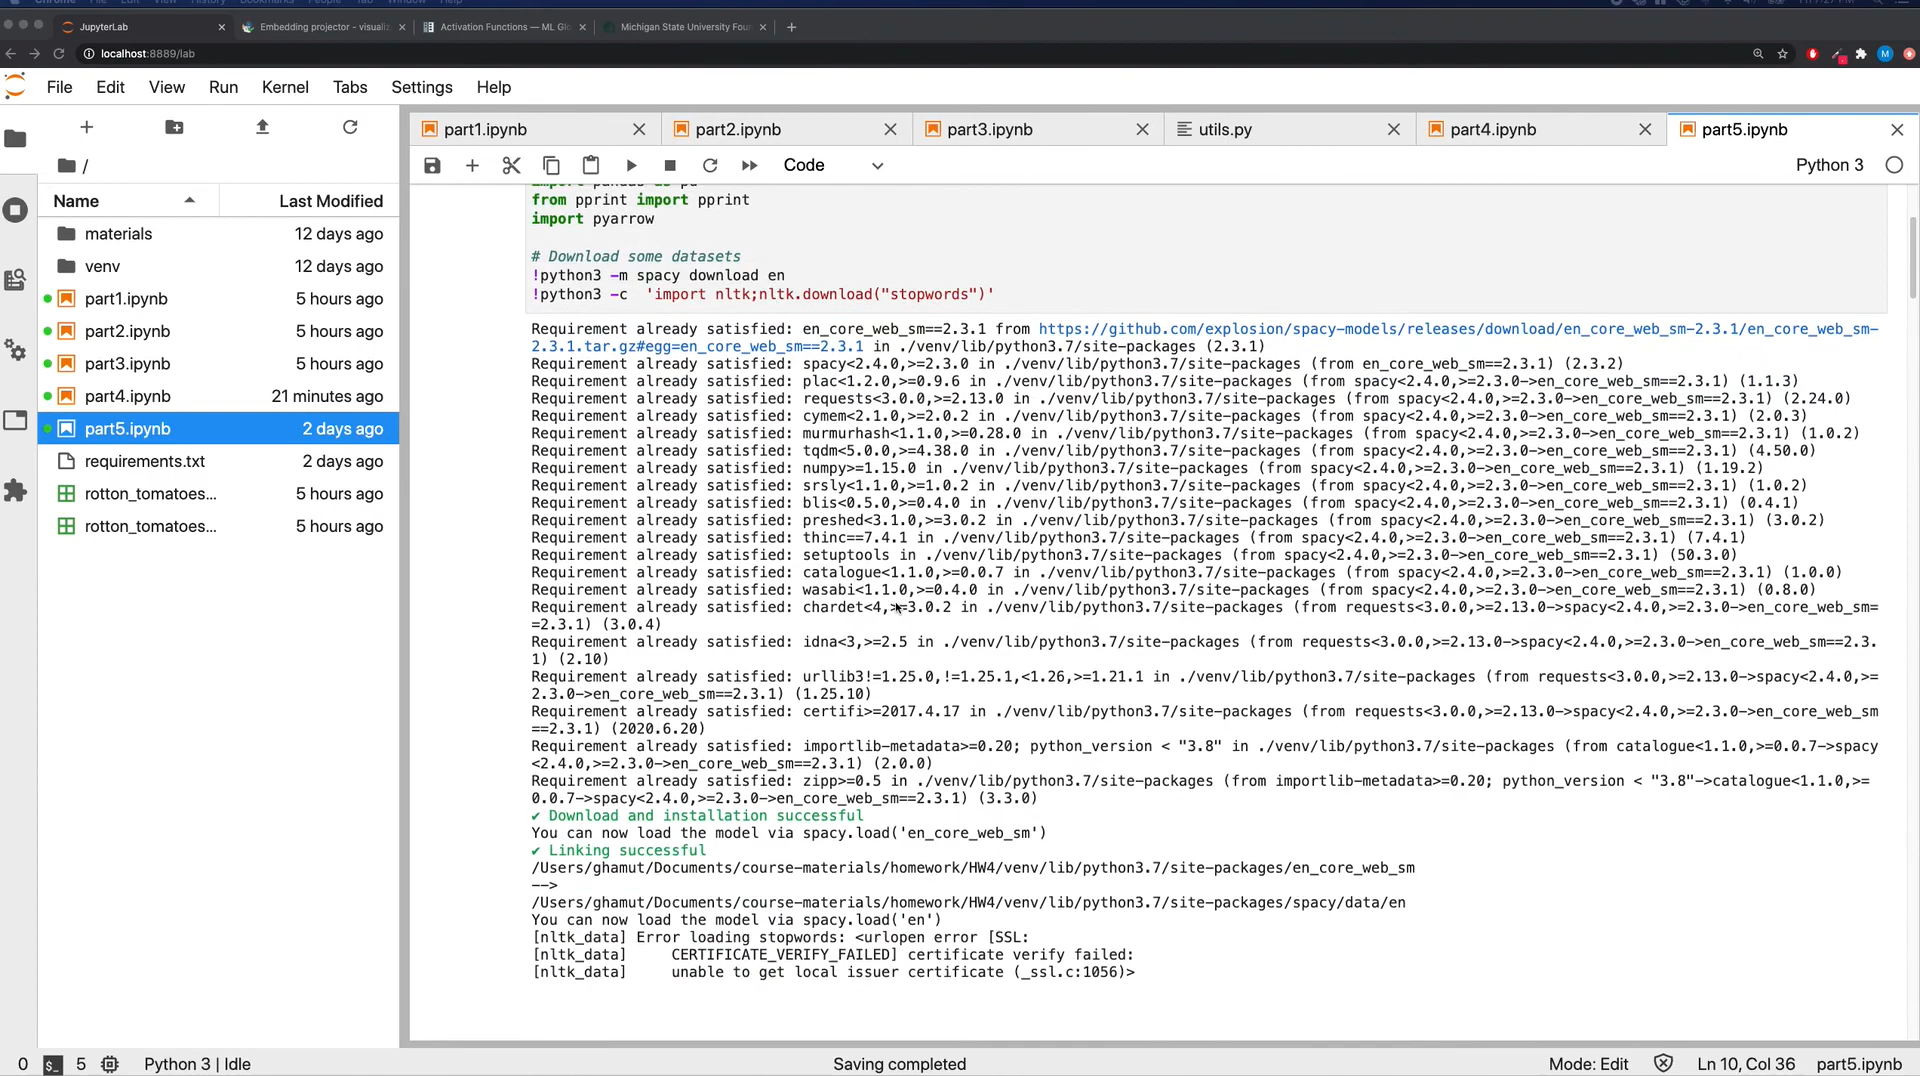 Chrome File Edit View History Bookmarks People Tab Window Help
JupyterLab
Embedding projector - visualiz
Activation Functions — ML Glo
Michigan State University Foun
localhost:8889/lab
M
File Edit View Run Kernel Tabs Settings Help
part1.ipynb
part2.ipynb
part3.ipynb
utils.py
part4.ipynb
part5.ipynb
Code
Python 3
/
Name Last Modified
materials 12 days ago
venv 12 days ago
part1.ipynb 5 hours ago
part2.ipynb 5 hours ago
part3.ipynb 5 hours ago
part4.ipynb 21 minutes ago
part5.ipynb 2 days ago
requirements.txt 2 days ago
rotton_tomatoes... 5 hours ago
rotton_tomatoes... 5 hours ago
import pandas as pd
from pprint import pprint
import pyarrow
# Download some datasets
!python3 -m spacy download en
!python3 -c 'import nltk;nltk.download("stopwords")'
Requirement already satisfied: en_core_web_sm==2.3.1 from https://github.com/explosion/spacy-models/releases/download/en_core_web_sm-2.3.1/en_core_web_sm-
2.3.1.tar.gz#egg=en_core_web_sm==2.3.1 in ./venv/lib/python3.7/site-packages (2.3.1)
Requirement already satisfied: spacy<2.4.0,>=2.3.0 in ./venv/lib/python3.7/site-packages (from en_core_web_sm==2.3.1) (2.3.2)
Requirement already satisfied: plac<1.2.0,>=0.9.6 in ./venv/lib/python3.7/site-packages (from spacy<2.4.0,>=2.3.0->en_core_web_sm==2.3.1) (1.1.3)
Requirement already satisfied: requests<3.0.0,>=2.13.0 in ./venv/lib/python3.7/site-packages (from spacy<2.4.0,>=2.3.0->en_core_web_sm==2.3.1) (2.24.0)
Requirement already satisfied: cymem<2.1.0,>=2.0.2 in ./venv/lib/python3.7/site-packages (from spacy<2.4.0,>=2.3.0->en_core_web_sm==2.3.1) (2.0.3)
Requirement already satisfied: murmurhash<1.1.0,>=0.28.0 in ./venv/lib/python3.7/site-packages (from spacy<2.4.0,>=2.3.0->en_core_web_sm==2.3.1) (1.0.2)
Requirement already satisfied: tqdm<5.0.0,>=4.38.0 in ./venv/lib/python3.7/site-packages (from spacy<2.4.0,>=2.3.0->en_core_web_sm==2.3.1) (4.50.0)
Requirement already satisfied: numpy>=1.15.0 in ./venv/lib/python3.7/site-packages (from spacy<2.4.0,>=2.3.0->en_core_web_sm==2.3.1) (1.19.2)
Requirement already satisfied: srsly<1.1.0,>=1.0.2 in ./venv/lib/python3.7/site-packages (from spacy<2.4.0,>=2.3.0->en_core_web_sm==2.3.1) (1.0.2)
Requirement already satisfied: blis<0.5.0,>=0.4.0 in ./venv/lib/python3.7/site-packages (from spacy<2.4.0,>=2.3.0->en_core_web_sm==2.3.1) (0.4.1)
Requirement already satisfied: preshed<3.1.0,>=3.0.2 in ./venv/lib/python3.7/site-packages (from spacy<2.4.0,>=2.3.0->en_core_web_sm==2.3.1) (3.0.2)
Requirement already satisfied: thinc==7.4.1 in ./venv/lib/python3.7/site-packages (from spacy<2.4.0,>=2.3.0->en_core_web_sm==2.3.1) (7.4.1)
Requirement already satisfied: setuptools in ./venv/lib/python3.7/site-packages (from spacy<2.4.0,>=2.3.0->en_core_web_sm==2.3.1) (50.3.0)
Requirement already satisfied: catalogue<1.1.0,>=0.0.7 in ./venv/lib/python3.7/site-packages (from spacy<2.4.0,>=2.3.0->en_core_web_sm==2.3.1) (1.0.0)
Requirement already satisfied: wasabi<1.1.0,>=0.4.0 in ./venv/lib/python3.7/site-packages (from spacy<2.4.0,>=2.3.0->en_core_web_sm==2.3.1) (0.8.0)
Requirement already satisfied: chardet<4,>=3.0.2 in ./venv/lib/python3.7/site-packages (from requests<3.0.0,>=2.13.0->spacy<2.4.0,>=2.3.0->en_core_web_sm=
=2.3.1) (3.0.4)
Requirement already satisfied: idna<3,>=2.5 in ./venv/lib/python3.7/site-packages (from requests<3.0.0,>=2.13.0->spacy<2.4.0,>=2.3.0->en_core_web_sm==2.3.
1) (2.10)
Requirement already satisfied: urllib3!=1.25.0,!=1.25.1,<1.26,>=1.21.1 in ./venv/lib/python3.7/site-packages (from requests<3.0.0,>=2.13.0->spacy<2.4.0,>=
2.3.0->en_core_web_sm==2.3.1) (1.25.10)
Requirement already satisfied: certifi>=2017.4.17 in ./venv/lib/python3.7/site-packages (from requests<3.0.0,>=2.13.0->spacy<2.4.0,>=2.3.0->en_core_web_sm
==2.3.1) (2020.6.20)
Requirement already satisfied: importlib-metadata>=0.20; python_version < "3.8" in ./venv/lib/python3.7/site-packages (from catalogue<1.1.0,>=0.0.7->spacy
<2.4.0,>=2.3.0->en_core_web_sm==2.3.1) (2.0.0)
Requirement already satisfied: zipp>=0.5 in ./venv/lib/python3.7/site-packages (from importlib-metadata>=0.20; python_version < "3.8"->catalogue<1.1.0,>=
0.0.7->spacy<2.4.0,>=2.3.0->en_core_web_sm==2.3.1) (3.3.0)
✔ Download and installation successful
You can now load the model via spacy.load('en_core_web_sm')
✔ Linking successful
/Users/ghamut/Documents/course-materials/homework/HW4/venv/lib/python3.7/site-packages/en_core_web_sm
-->
/Users/ghamut/Documents/course-materials/homework/HW4/venv/lib/python3.7/site-packages/spacy/data/en
You can now load the model via spacy.load('en')
[nltk_data] Error loading stopwords: <urlopen error [SSL:
[nltk_data]     CERTIFICATE_VERIFY_FAILED] certificate verify failed:
[nltk_data]     unable to get local issuer certificate (_ssl.c:1056)>
0 $_ 5 Python 3 | Idle Saving completed Mode: Edit Ln 10, Col 36 part5.ipynb